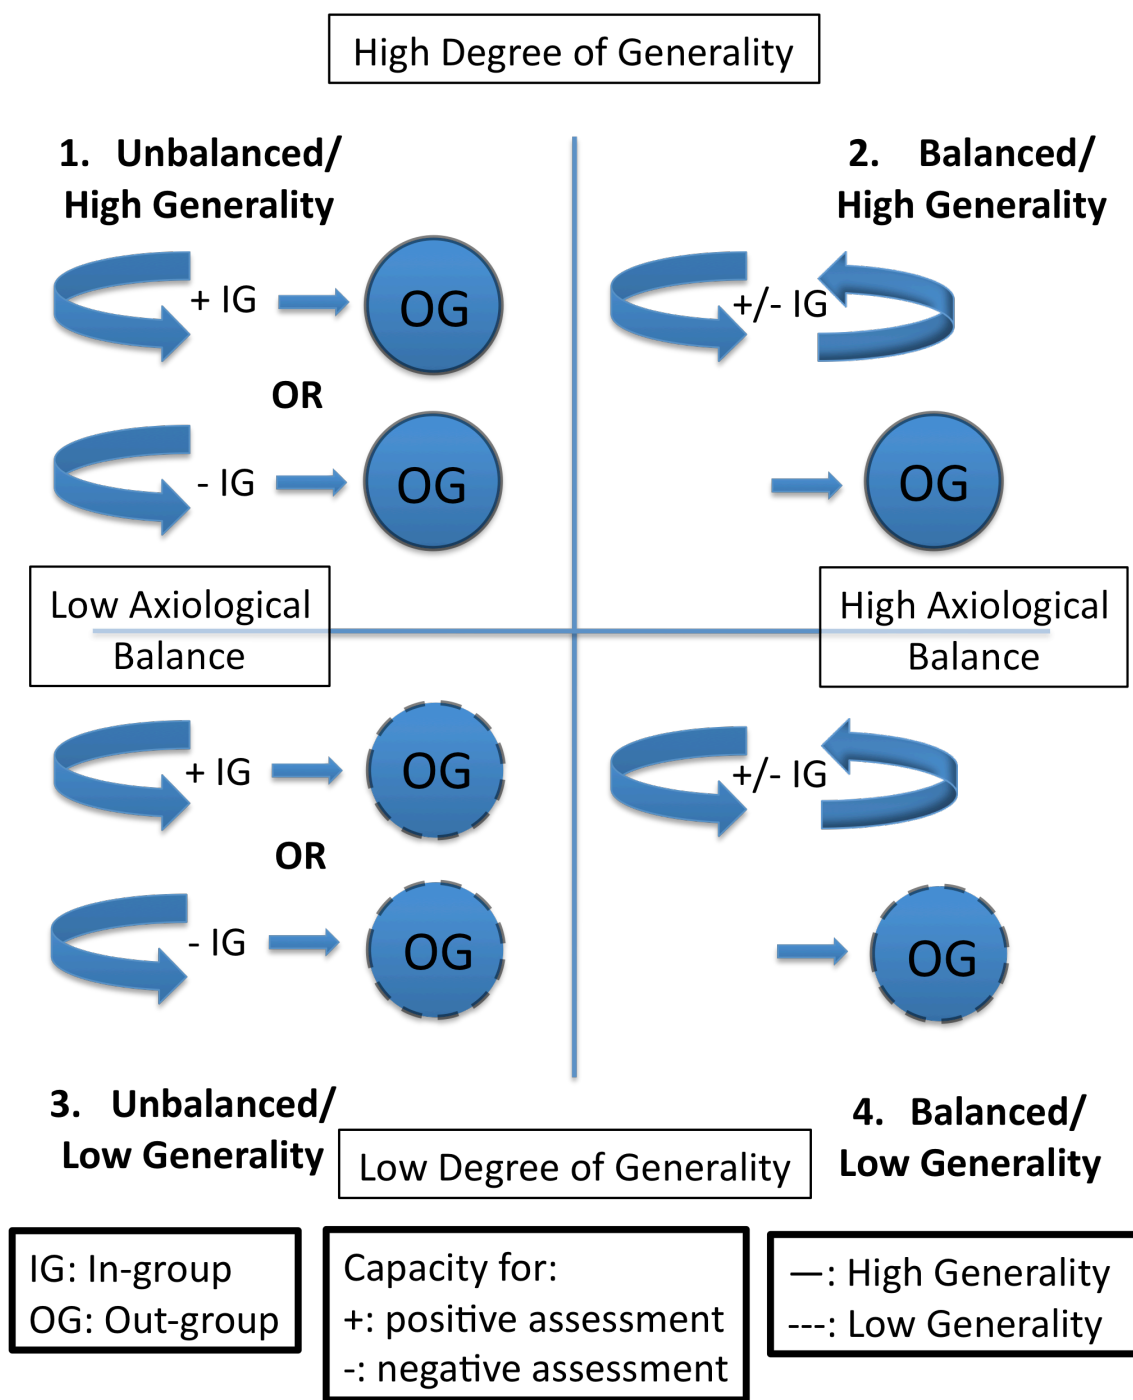 High Degree of Generality
1. Unbalanced/
High Generality
2. Balanced/
High Generality
+ IG
OG
OR
- IG
OG
+/- IG
OG
Low Axiological
Balance
High Axiological
Balance
+ IG
OG
OR
- IG
OG
+/- IG
OG
3. Unbalanced/
Low Generality
Low Degree of Generality
4. Balanced/
Low Generality
IG: In-group
OG: Out-group
Capacity for:
+: positive assessment
-: negative assessment
—: High Generality
---: Low Generality